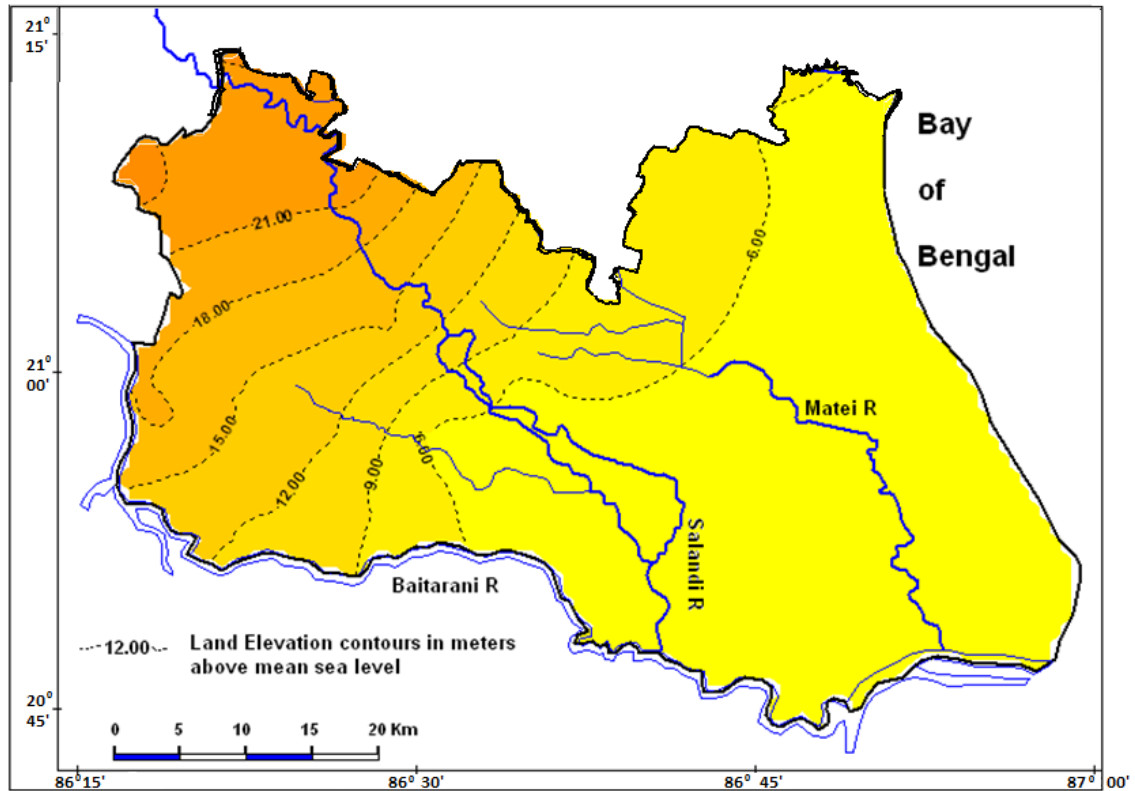 21°
15'
Bay
of
Bengal
21.00
6.00
18.00
21°
00'
Matei R
15.00
6.00
9.00
12.00
Salandi R
Baitarani R
12.00
Land Elevation contours in meters
above mean sea level
20°
45'
0 5 10 15 20 Km
86°15' 86°30' 86°45' 87°00'